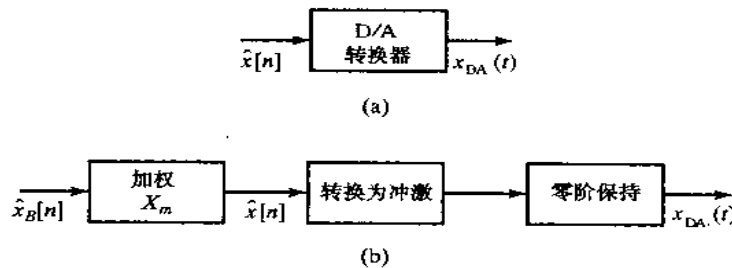 D/A
转换器
x̂[n]
x_DA(t)
(a)
加权
X_m
转换为冲激
零阶保持
x̂_B[n]
x̂[n]
x_DA.(t)
(b)